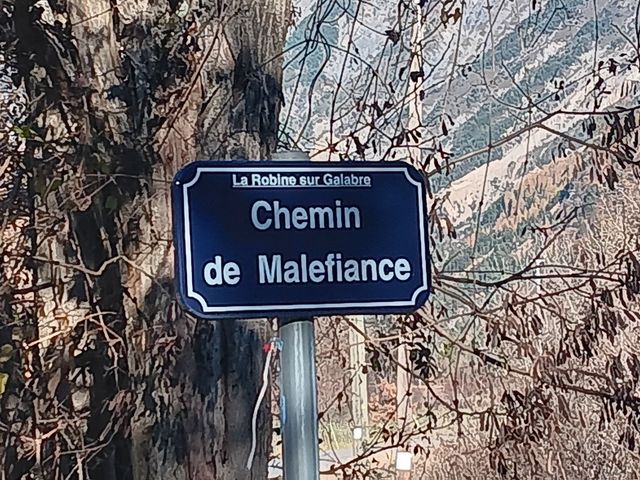 La Robine sur Galabre
Chemin
de Malefiance